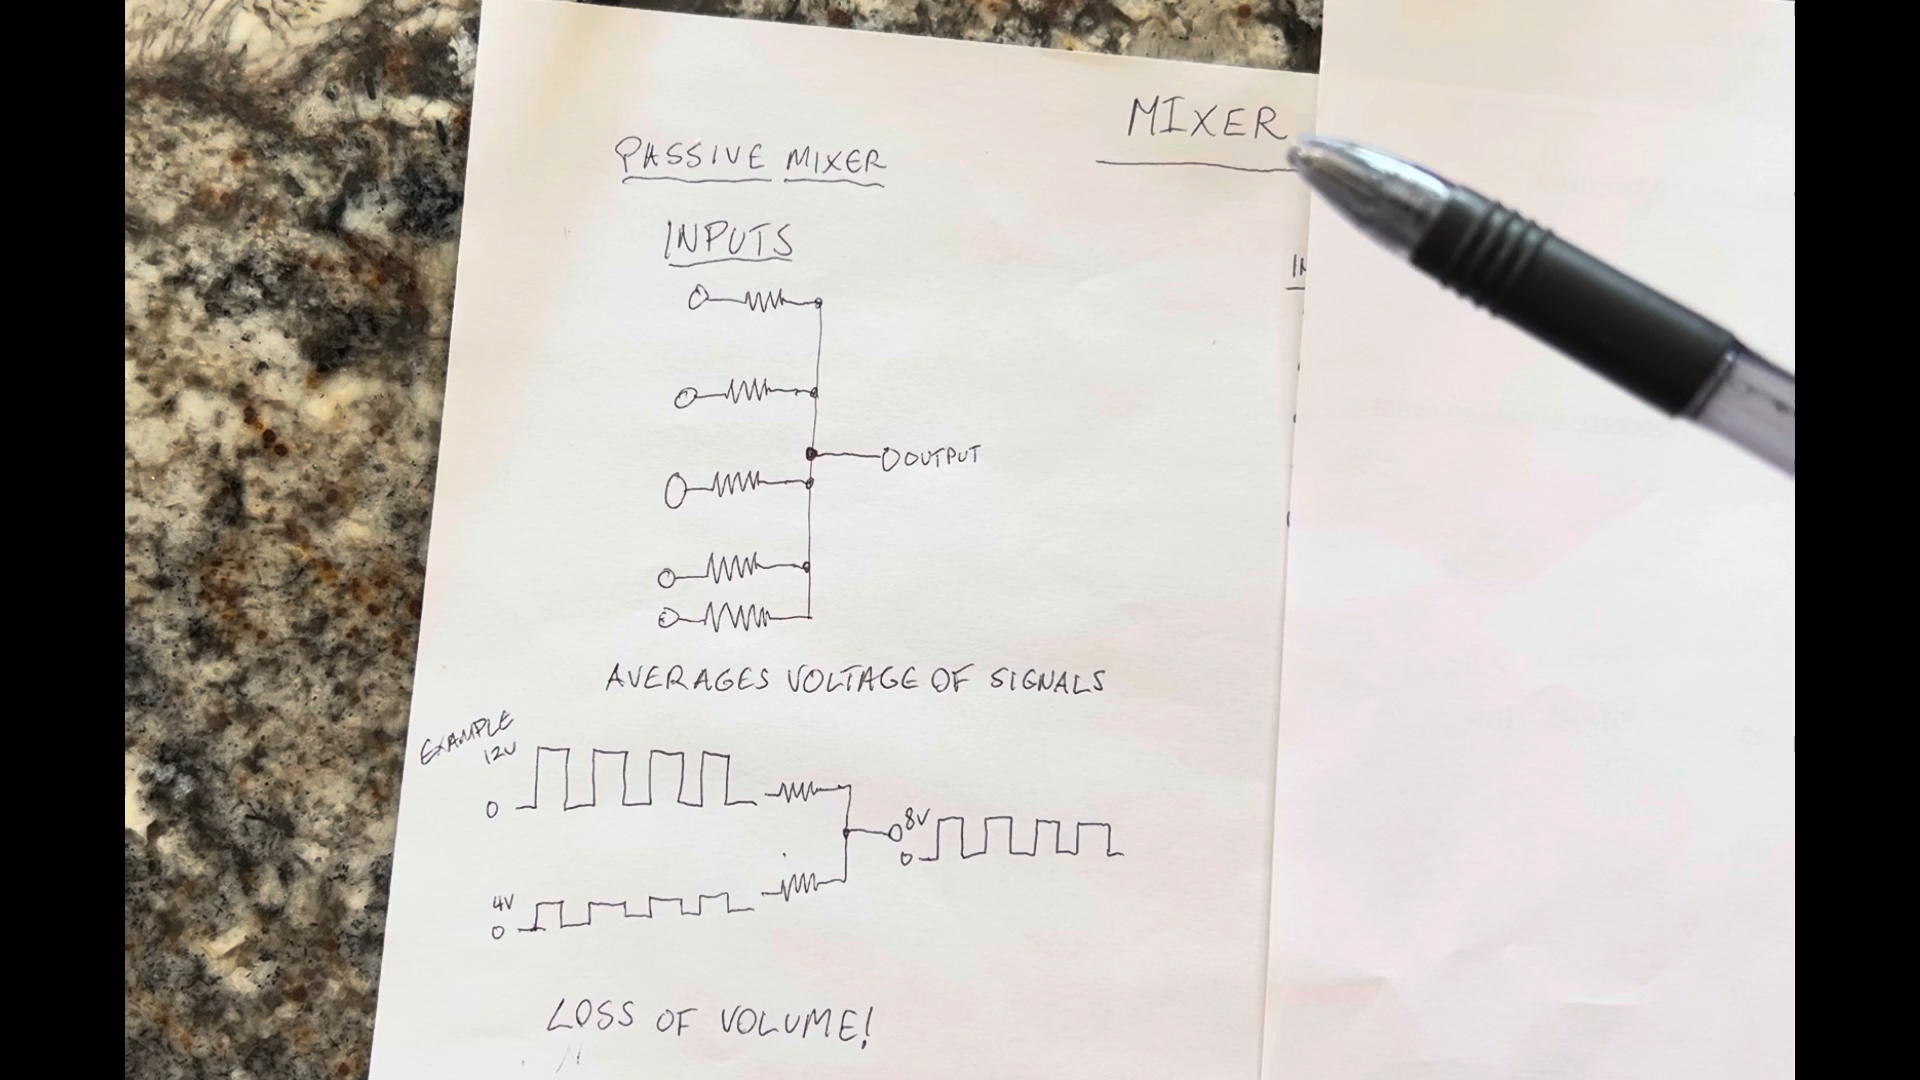 MIXER
PASSIVE MIXER
INPUTS
IN
OUTPUT
AVERAGES VOLTAGE OF SIGNALS
EXAMPLE
12V
0
8V
0
4V
0
LOSS OF VOLUME!